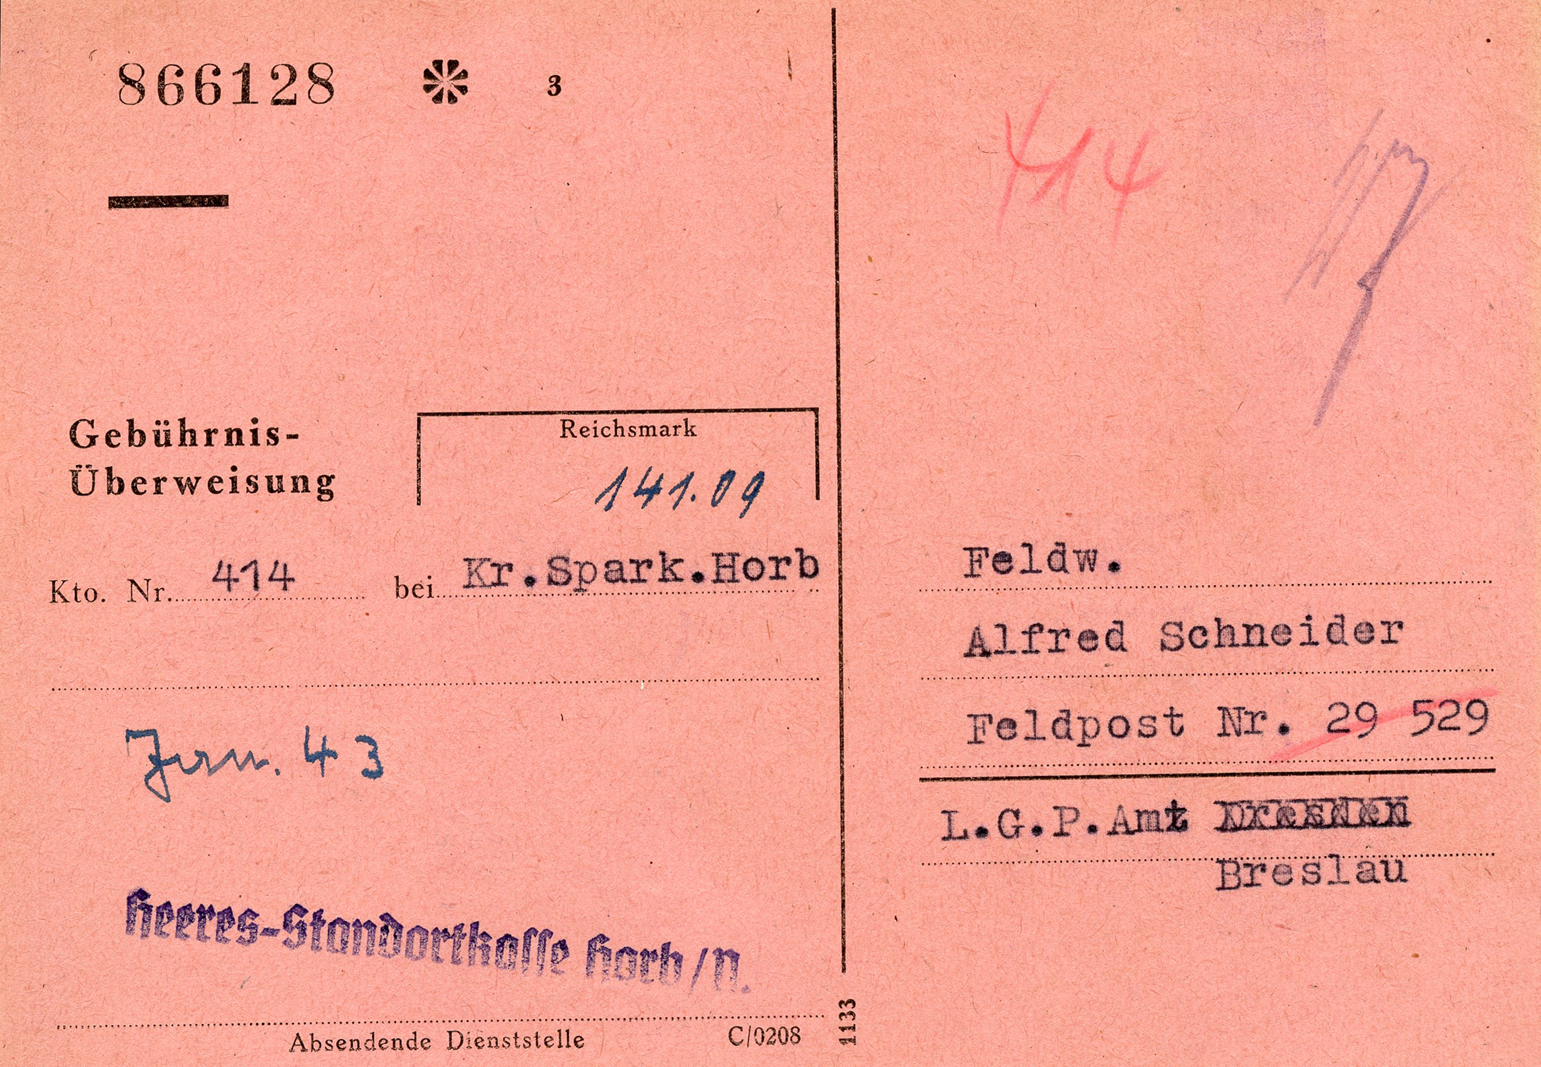 866128 * 3
Gebührnis-
Überweisung
Reichsmark
141.09
Kto. Nr. 414 bei Kr.Spark.Horb
Jan. 43
Heeres-Standortkasse Horb/N.
Absendende Dienststelle C/0208
1133
414
Feldw.
Alfred Schneider
Feldpost Nr. 29 529
L.G.P.Amt Dresden
Breslau